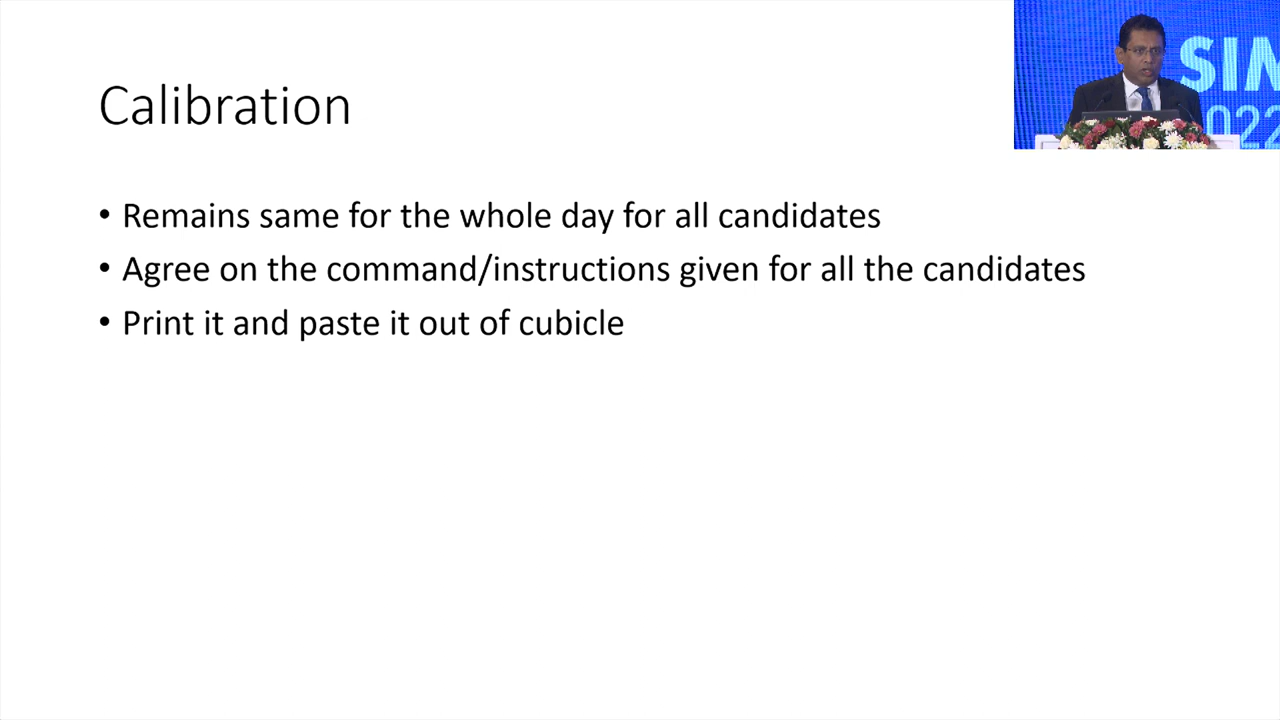 Calibration
• Remains same for the whole day for all candidates
• Agree on the command/instructions given for all the candidates
• Print it and paste it out of cubicle